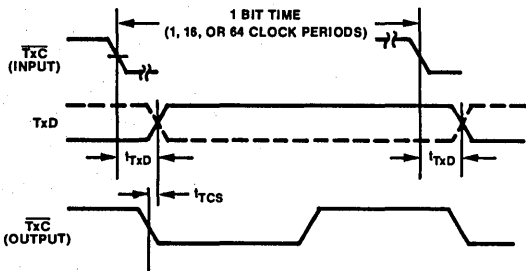 1 BIT TIME
(1, 16, OR 64 CLOCK PERIODS)
TxC
(INPUT)
TxD
tTxD
tTxD
tTCS
TxC
(OUTPUT)